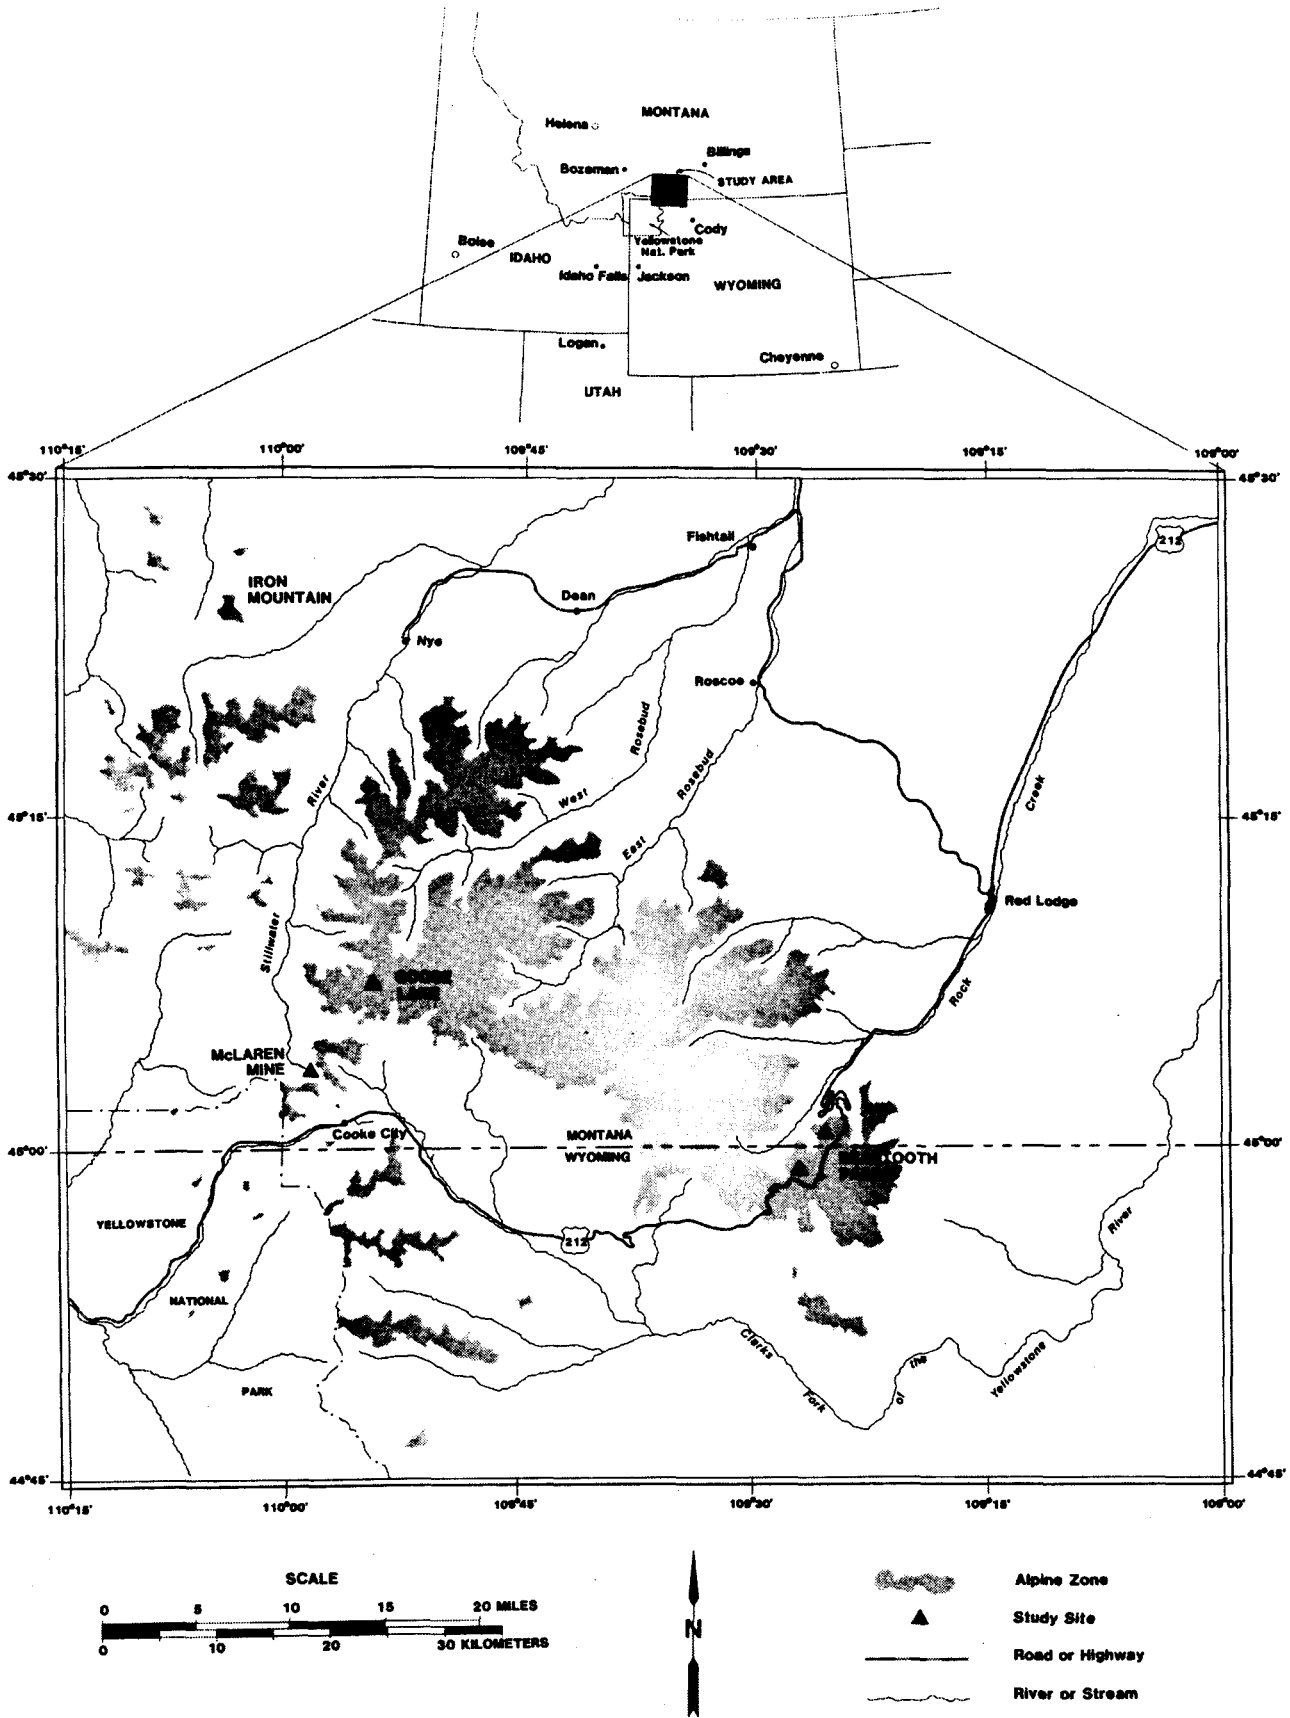 MONTANA
Helena
Billings
Bozeman
STUDY AREA
Cody
Yellowstone
Nat. Park
Boise
IDAHO
Idaho Falls
Jackson
WYOMING
Logan
Cheyenne
UTAH
110°15' 110°00' 109°45' 109°30' 109°15' 109°00'
45°30' 45°30'
212
Fishtail
IRON
MOUNTAIN
Dean
Nye
Roscoe
Rosebud
Rosebud
River
West
Creek
45°15' 45°15'
East
Red Lodge
Stillwater
GOOSE
LAKE
Rock
McLAREN
MINE
Cooke City
MONTANA
45°00' 45°00'
WYOMING
YELLOWSTONE
River
212
NATIONAL
Clarks
Fork
of
the
Yellowstone
PARK
44°45' 44°45'
110°15' 110°00' 109°45' 109°30' 109°15' 109°00'
SCALE
0 5 10 15 20 MILES
0 10 20 30 KILOMETERS
N
Alpine Zone
Study Site
Road or Highway
River or Stream